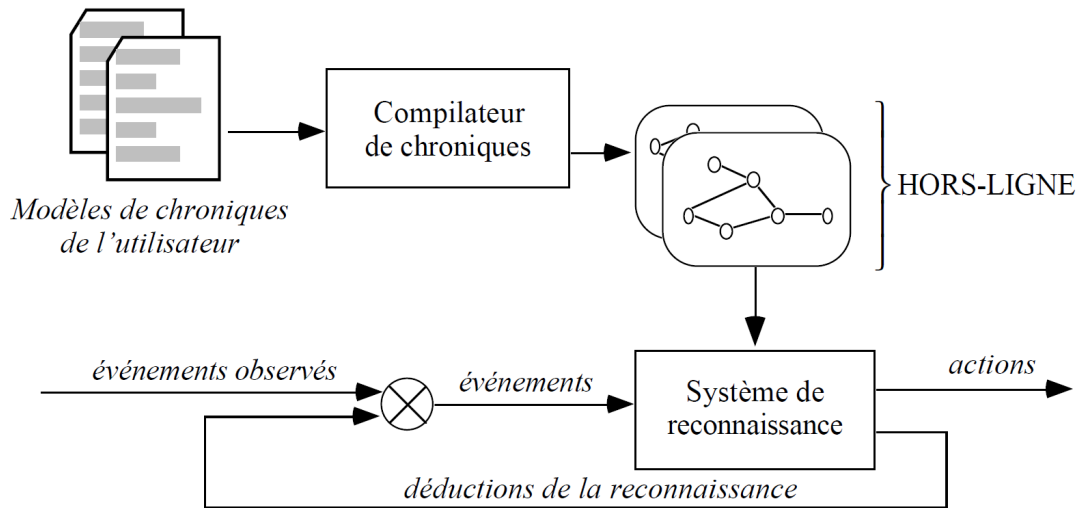 Compilateur
de chroniques
HORS-LIGNE
Modèles de chroniques
de l’utilisateur
événements observés
événements
Système de
reconnaissance
actions
déductions de la reconnaissance